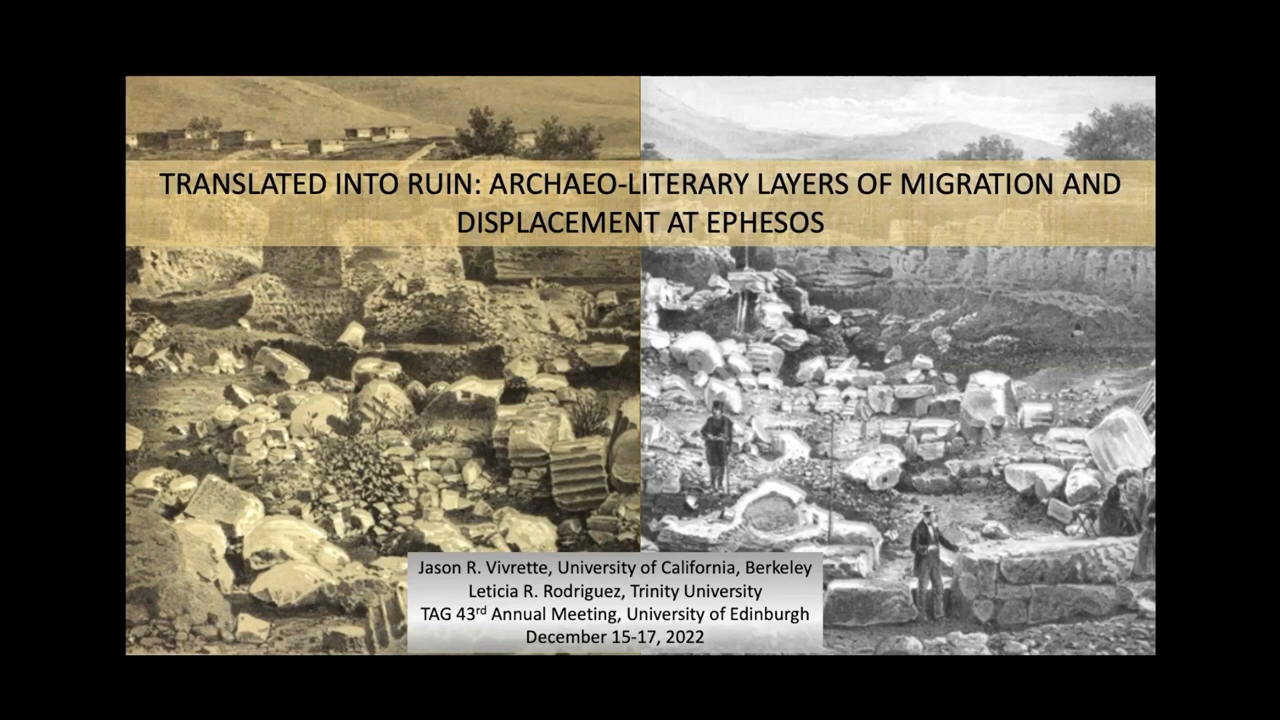 TRANSLATED INTO RUIN: ARCHAEO-LITERARY LAYERS OF MIGRATION AND
DISPLACEMENT AT EPHESOS
Jason R. Vivrette, University of California, Berkeley
Leticia R. Rodriguez, Trinity University
TAG 43rd Annual Meeting, University of Edinburgh
December 15-17, 2022